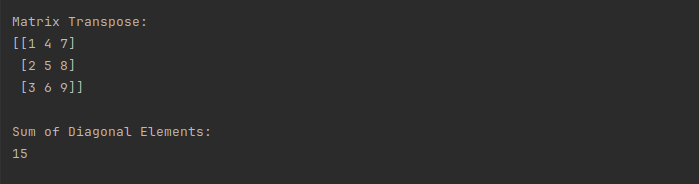 Matrix Transpose:
[[1 4 7]
 [2 5 8]
 [3 6 9]]
Sum of Diagonal Elements:
15